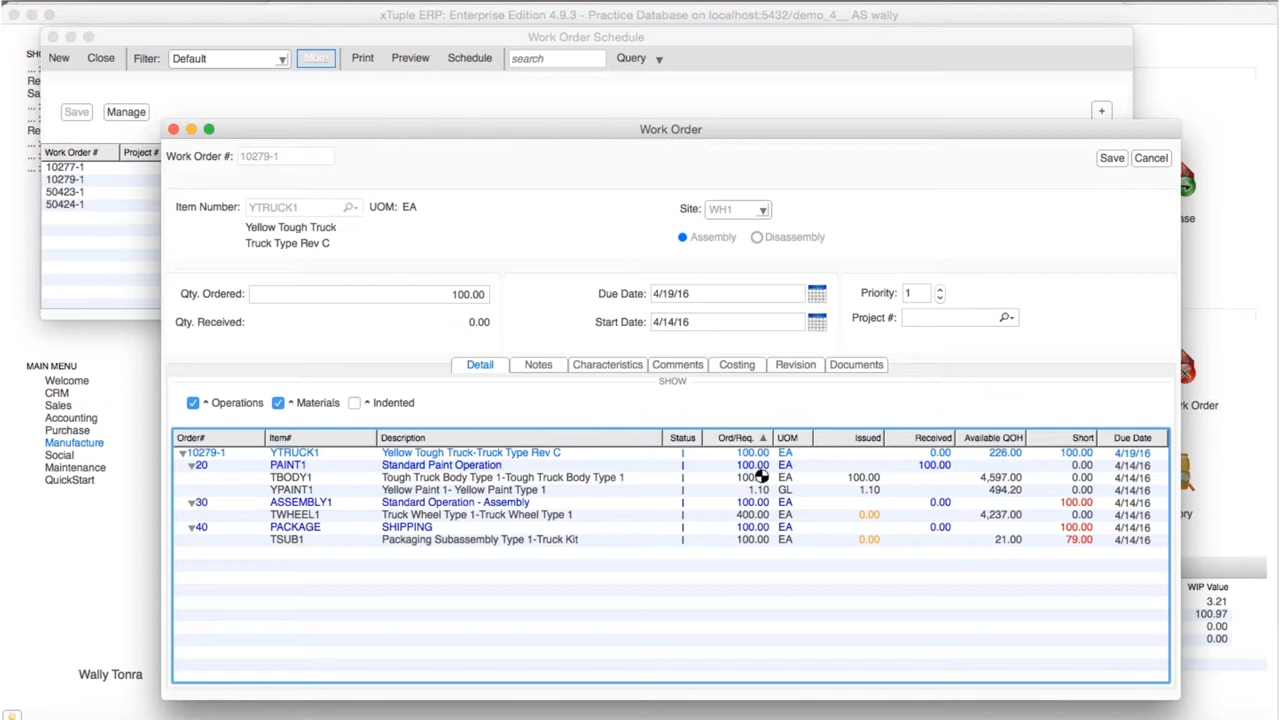 xTuple ERP: Enterprise Edition 4.9.3 - Practice Database on localhost:5432/demo_4__ AS wally
Work Order Schedule
New Close Filter: Default More Print Preview Schedule search Query
Save Manage +
Work Order # Project #
10277-1
10279-1
50423-1
50424-1
Work Order
Work Order #: 10279-1 Save Cancel
Item Number: YTRUCK1 UOM: EA Site: WH1
Yellow Tough Truck
Truck Type Rev C
Assembly Disassembly
Qty. Ordered: 100.00 Due Date: 4/19/16 Priority: 1
Qty. Received: 0.00 Start Date: 4/14/16 Project #:
Detail Notes Characteristics Comments Costing Revision Documents
SHOW
^ Operations ^ Materials ^ Indented
Order# Item# Description Status Ord/Req. UOM Issued Received Available QOH Short Due Date
10279-1 YTRUCK1 Yellow Tough Truck-Truck Type Rev C I 100.00 EA 0.00 226.00 100.00 4/19/16
20 PAINT1 Standard Paint Operation I 100.00 EA 100.00 0.00 4/14/16
TBODY1 Tough Truck Body Type 1-Tough Truck Body Type 1 I EA 100.00 4,597.00 0.00 4/14/16
YPAINT1 Yellow Paint 1- Yellow Paint Type 1 I 1.10 GL 1.10 494.20 0.00 4/14/16
30 ASSEMBLY1 Standard Operation - Assembly I 100.00 EA 0.00 100.00 4/14/16
TWHEEL1 Truck Wheel Type 1-Truck Wheel Type 1 I 400.00 EA 0.00 4,237.00 0.00 4/14/16
40 PACKAGE SHIPPING I 100.00 EA 0.00 100.00 4/14/16
TSUB1 Packaging Subassembly Type 1-Truck Kit I 100.00 EA 0.00 21.00 79.00 4/14/16
MAIN MENU
Welcome
CRM
Sales
Accounting
Purchase
Manufacture
Social
Maintenance
QuickStart
Wally Tonra
WIP Value
3.21
100.97
0.00
0.00